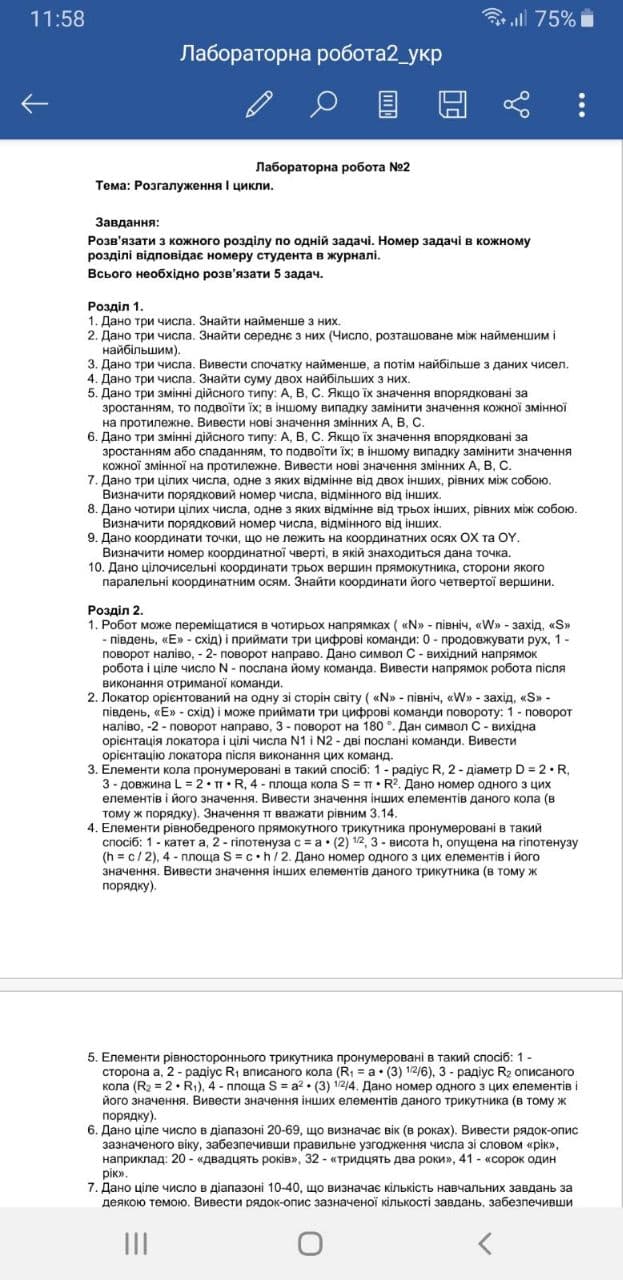 11:58
75%
Лабораторна робота2_укр
Лабораторна робота №2
Тема: Розгалуження І цикли.
Завдання:
Розв'язати з кожного розділу по одній задачі. Номер задачі в кожному
розділі відповідає номеру студента в журналі.
Всього необхідно розв'язати 5 задач.
Розділ 1.
1. Дано три числа. Знайти найменше з них.
2. Дано три числа. Знайти середнє з них (Число, розташоване між найменшим і
найбільшим).
3. Дано три числа. Вивести спочатку найменше, а потім найбільше з даних чисел.
4. Дано три числа. Знайти суму двох найбільших з них.
5. Дано три змінні дійсного типу: A, B, C. Якщо їх значення впорядковані за
зростанням, то подвоїти їх; в іншому випадку замінити значення кожної змінної
на протилежне. Вивести нові значення змінних A, B, C.
6. Дано три змінні дійсного типу: A, B, C. Якщо їх значення впорядковані за
зростанням або спаданням, то подвоїти їх; в іншому випадку замінити значення
кожної змінної на протилежне. Вивести нові значення змінних A, B, C.
7. Дано три цілих числа, одне з яких відмінне від двох інших, рівних між собою.
Визначити порядковий номер числа, відмінного від інших.
8. Дано чотири цілих числа, одне з яких відмінне від трьох інших, рівних між собою.
Визначити порядковий номер числа, відмінного від інших.
9. Дано координати точки, що не лежить на координатних осях OX та OY.
Визначити номер координатної чверті, в якій знаходиться дана точка.
10. Дано цілочисельні координати трьох вершин прямокутника, сторони якого
паралельні координатним осям. Знайти координати його четвертої вершини.
Розділ 2.
1. Робот може переміщатися в чотирьох напрямках ( «N» - північ, «W» - захід, «S»
- південь, «E» - схід) і приймати три цифрові команди: 0 - продовжувати рух, 1 -
поворот наліво, - 2- поворот направо. Дано символ C - вихідний напрямок
робота і ціле число N - послана йому команда. Вивести напрямок робота після
виконання отриманої команди.
2. Локатор орієнтований на одну зі сторін світу ( «N» - північ, «W» - захід, «S» -
південь, «E» - схід) і може приймати три цифрові команди повороту: 1 - поворот
наліво, -2 - поворот направо, 3 - поворот на 180 °. Дан символ C - вихідна
орієнтація локатора і цілі числа N1 і N2 - дві послані команди. Вивести
орієнтацію локатора після виконання цих команд.
3. Елементи кола пронумеровані в такий спосіб: 1 - радіус R, 2 - діаметр D = 2 • R,
3 - довжина L = 2 • π • R, 4 - площа кола S = π • R². Дано номер одного з цих
елементів і його значення. Вивести значення інших елементів даного кола (в
тому ж порядку). Значення π вважати рівним 3.14.
4. Елементи рівнобедреного прямокутного трикутника пронумеровані в такий
спосіб: 1 - катет a, 2 - гіпотенуза c = a • (2) ¹ᐟ², 3 - висота h, опущена на гіпотенузу
(h = c / 2), 4 - площа S = c • h / 2. Дано номер одного з цих елементів і його
значення. Вивести значення інших елементів даного трикутника (в тому ж
порядку).
5. Елементи рівностороннього трикутника пронумеровані в такий спосіб: 1 -
сторона a, 2 - радіус R₁ вписаного кола (R₁ = a • (3) ¹ᐟ²/6), 3 - радіус R₂ описаного
кола (R₂ = 2 • R₁), 4 - площа S = a² • (3) ¹ᐟ²/4. Дано номер одного з цих елементів і
його значення. Вивести значення інших елементів даного трикутника (в тому ж
порядку).
6. Дано ціле число в діапазоні 20-69, що визначає вік (в роках). Вивести рядок-опис
зазначеного віку, забезпечивши правильне узгодження числа зі словом «рік»,
наприклад: 20 - «двадцять років», 32 - «тридцять два роки», 41 - «сорок один
рік».
7. Дано ціле число в діапазоні 10-40, що визначає кількість навчальних завдань за
деякою темою. Вивести рядок-опис зазначеної кількості завдань, забезпечивши